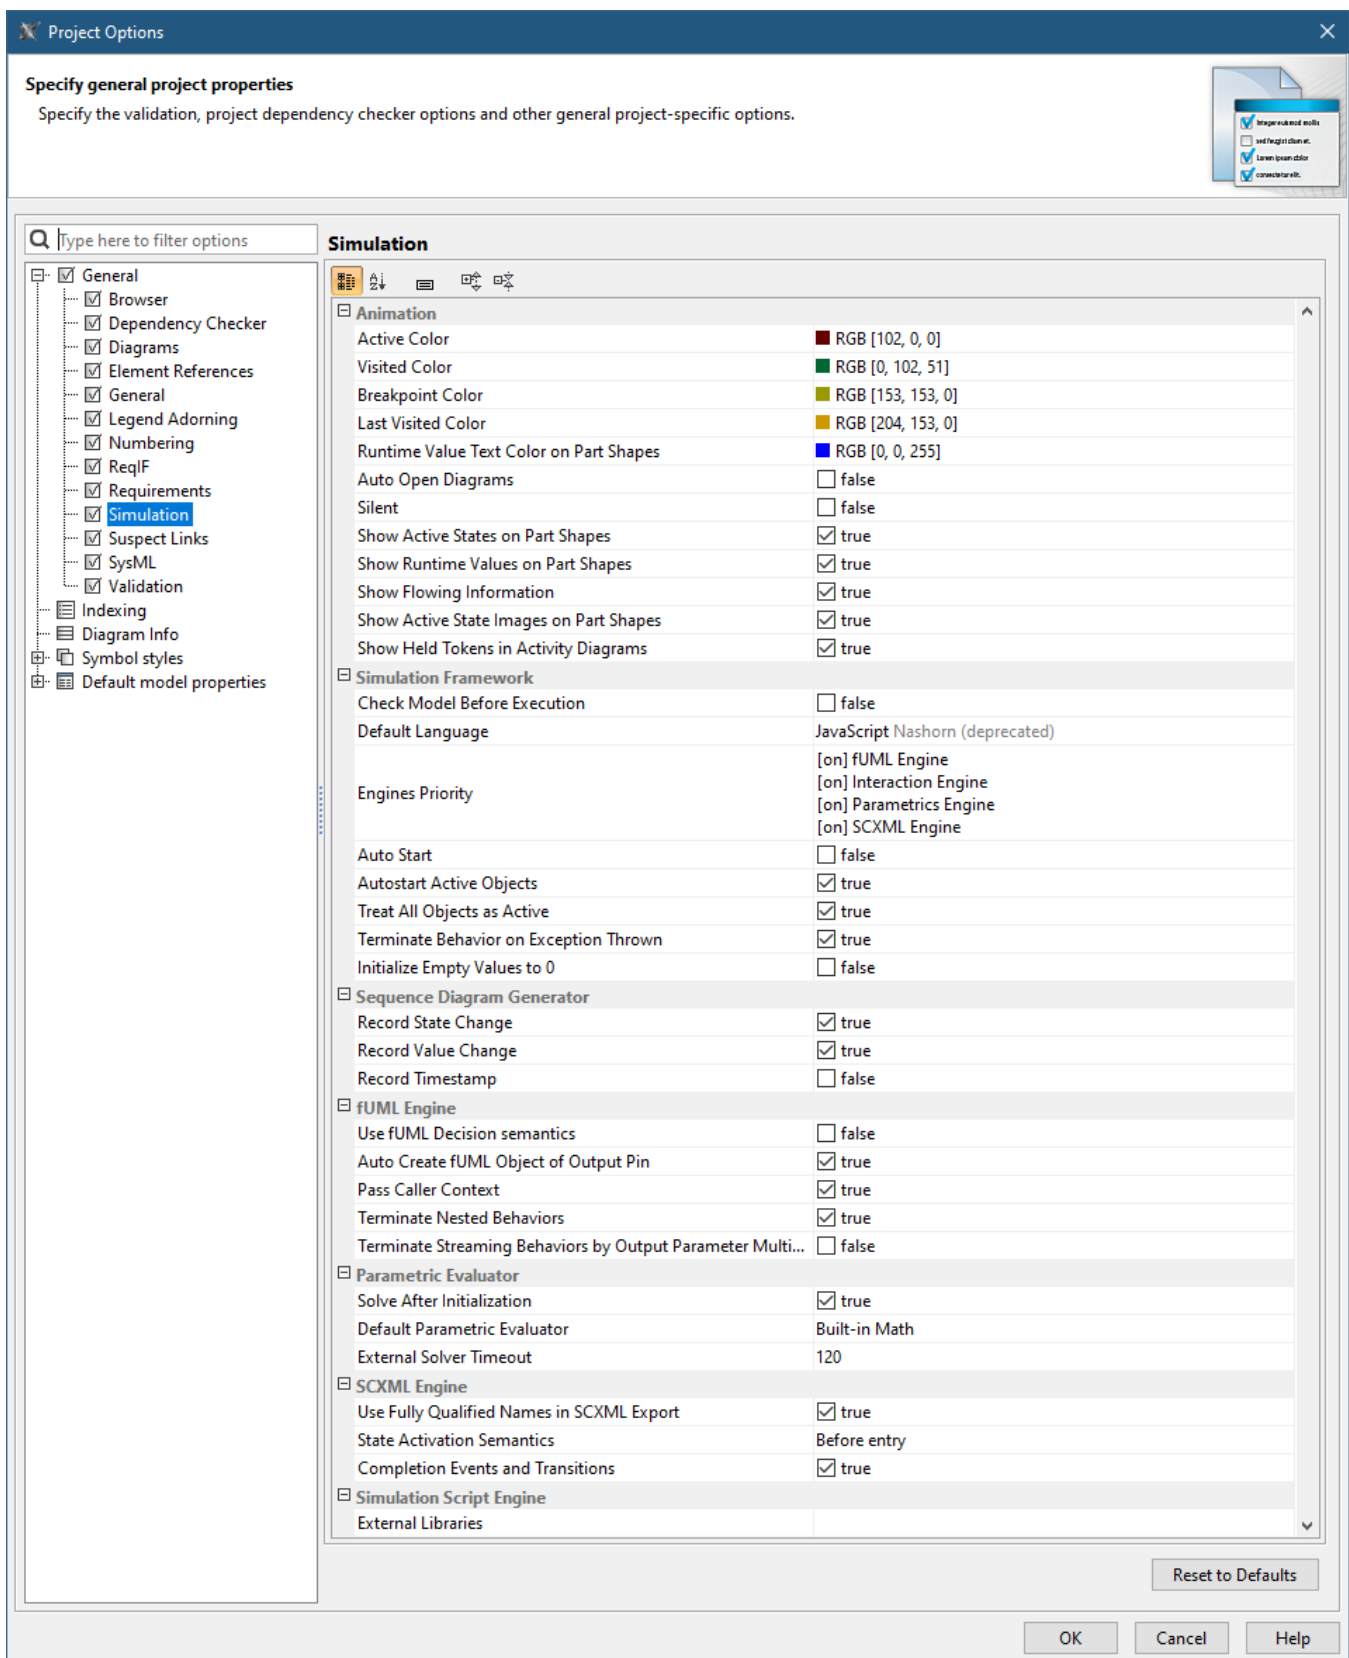 Project Options
Specify general project properties
Specify the validation, project dependency checker options and other general project-specific options.
Type here to filter options
General
Browser
Dependency Checker
Diagrams
Element References
General
Legend Adorning
Numbering
ReqIF
Requirements
Simulation
Suspect Links
SysML
Validation
Indexing
Diagram Info
Symbol styles
Default model properties
Simulation
Animation
Active Color RGB [102, 0, 0]
Visited Color RGB [0, 102, 51]
Breakpoint Color RGB [153, 153, 0]
Last Visited Color RGB [204, 153, 0]
Runtime Value Text Color on Part Shapes RGB [0, 0, 255]
Auto Open Diagrams false
Silent false
Show Active States on Part Shapes true
Show Runtime Values on Part Shapes true
Show Flowing Information true
Show Active State Images on Part Shapes true
Show Held Tokens in Activity Diagrams true
Simulation Framework
Check Model Before Execution false
Default Language JavaScript Nashorn (deprecated)
Engines Priority
[on] fUML Engine
[on] Interaction Engine
[on] Parametrics Engine
[on] SCXML Engine
Auto Start false
Autostart Active Objects true
Treat All Objects as Active true
Terminate Behavior on Exception Thrown true
Initialize Empty Values to 0 false
Sequence Diagram Generator
Record State Change true
Record Value Change true
Record Timestamp false
fUML Engine
Use fUML Decision semantics false
Auto Create fUML Object of Output Pin true
Pass Caller Context true
Terminate Nested Behaviors true
Terminate Streaming Behaviors by Output Parameter Multi... false
Parametric Evaluator
Solve After Initialization true
Default Parametric Evaluator Built-in Math
External Solver Timeout 120
SCXML Engine
Use Fully Qualified Names in SCXML Export true
State Activation Semantics Before entry
Completion Events and Transitions true
Simulation Script Engine
External Libraries
Reset to Defaults
OK Cancel Help